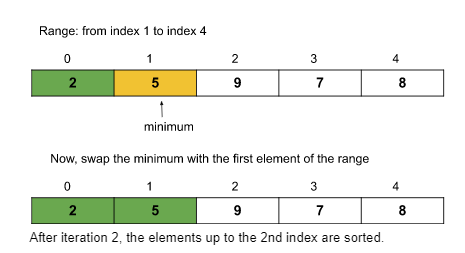 Range: from index 1 to index 4
0 1 2 3 4
2 5 9 7 8
minimum
Now, swap the minimum with the first element of the range
0 1 2 3 4
2 5 9 7 8
After iteration 2, the elements up to the 2nd index are sorted.